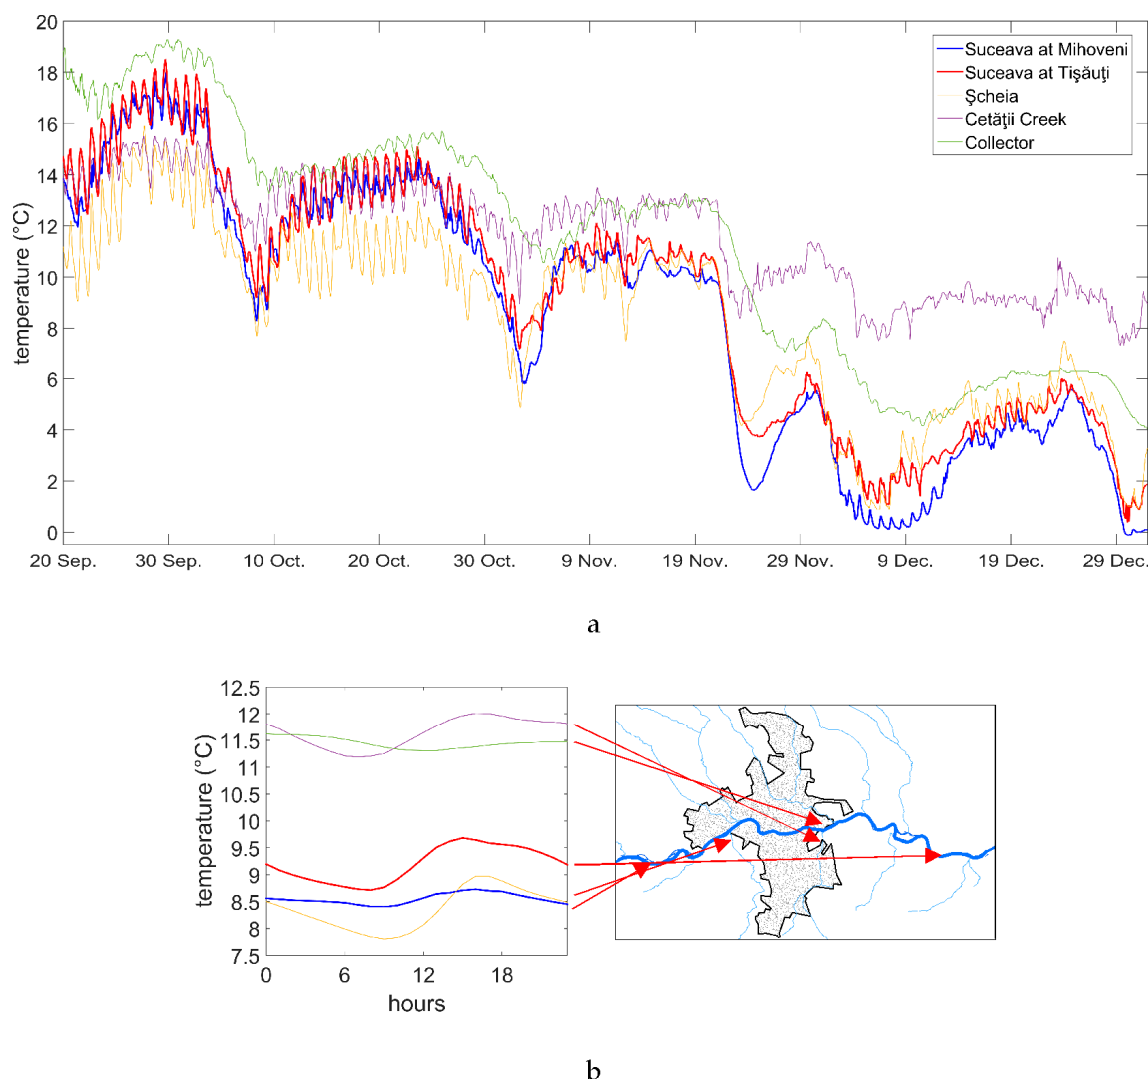 a
20
18
16
14
12
10
8
6
4
2
0
temperature (°C)
Suceava at Mihoveni
Suceava at Tişăuţi
Şcheia
Cetăţii Creek
Collector
20 Sep. 30 Sep. 10 Oct. 20 Oct. 30 Oct. 9 Nov. 19 Nov. 29 Nov. 9 Dec. 19 Dec. 29 Dec.
a
12.5
12
11.5
11
10.5
10
9.5
9
8.5
8
7.5
temperature (°C)
0 6 12 18
hours
b